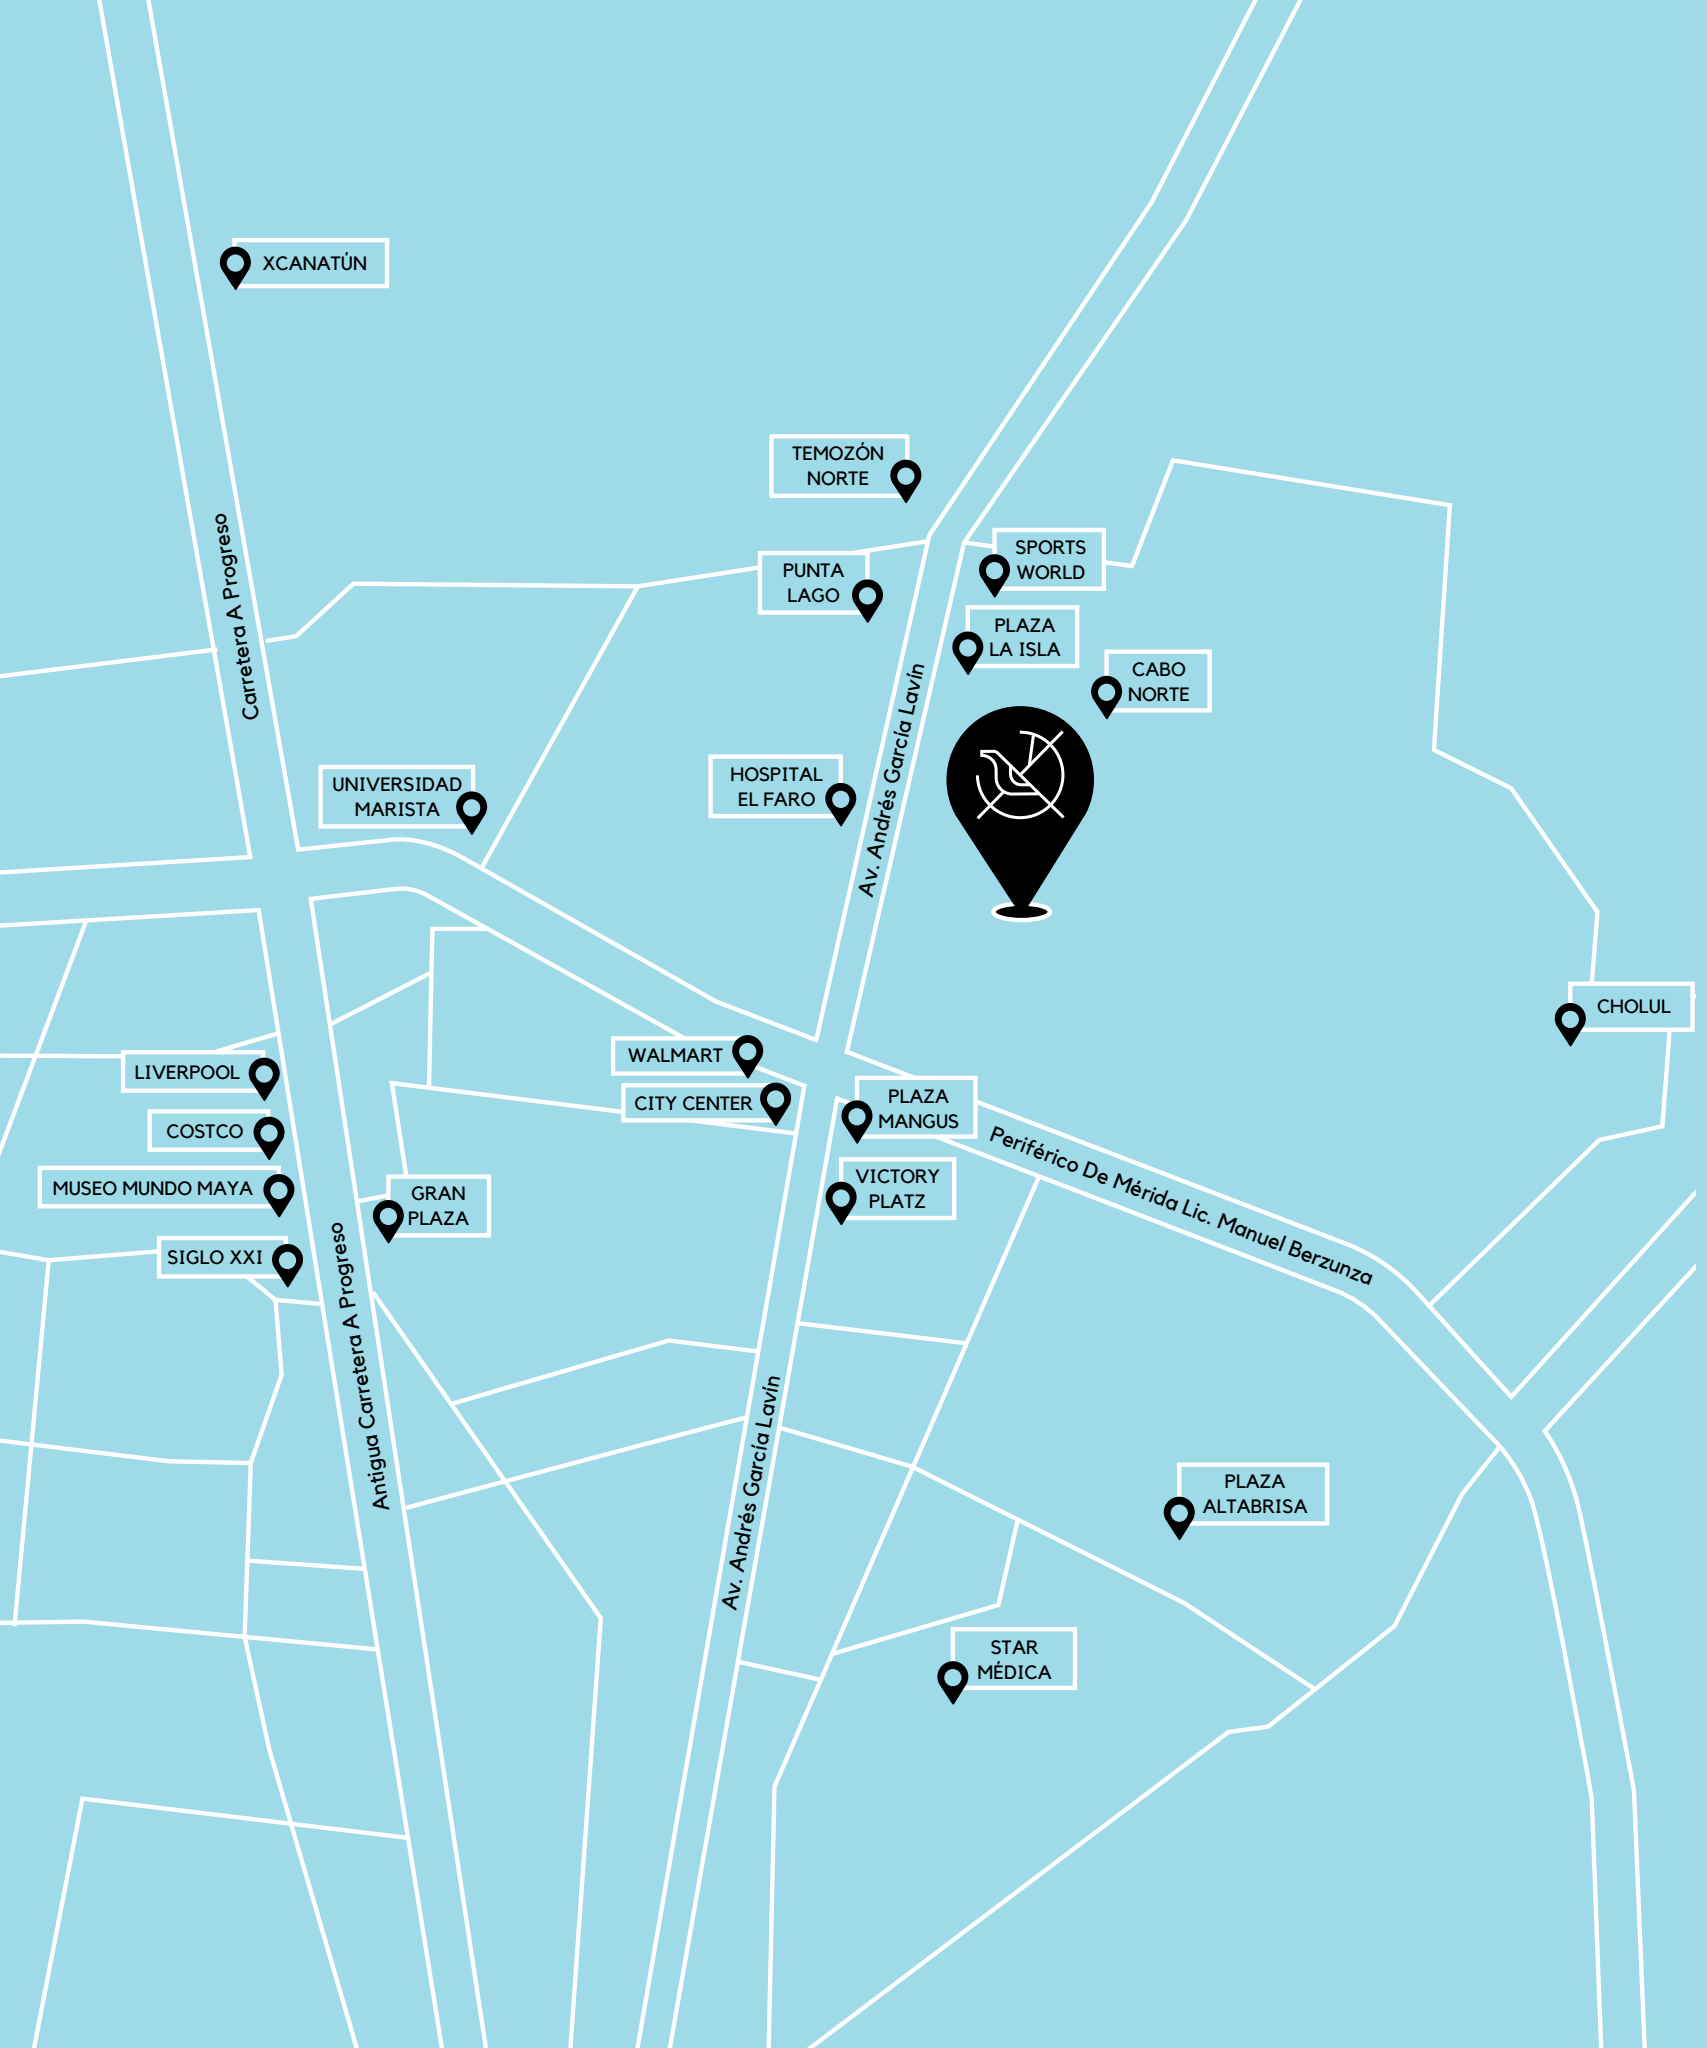 XCANATÚN
TEMOZÓN
NORTE
Carretera A Progreso
SPORTS
WORLD
PUNTA
LAGO
PLAZA
LA ISLA
CABO
NORTE
Av. Andrés García Lavín
UNIVERSIDAD
MARISTA
HOSPITAL
EL FARO
CHOLUL
WALMART
LIVERPOOL
CITY CENTER
PLAZA
MANGUS
COSTCO
Periférico De Mérida Lic. Manuel Berzunza
MUSEO MUNDO MAYA
GRAN
PLAZA
VICTORY
PLATZ
SIGLO XXI
Antigua Carretera A Progreso
Av. Andrés García Lavín
PLAZA
ALTABRISA
STAR
MÉDICA